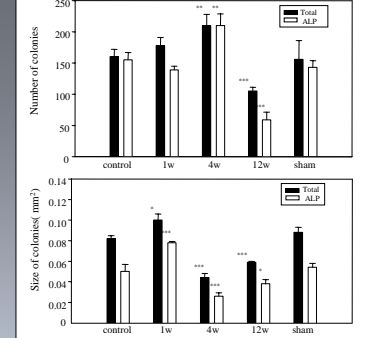 250
200
150
100
50
0
Number of colonies
Total
ALP
** **
***
***
control 1w 4w 12w sham
0.14
0.12
0.10
0.08
0.06
0.04
0.02
0
Size of colonies( mm2)
Total
ALP
*
***
***
***
***
*
control 1w 4w 12w sham